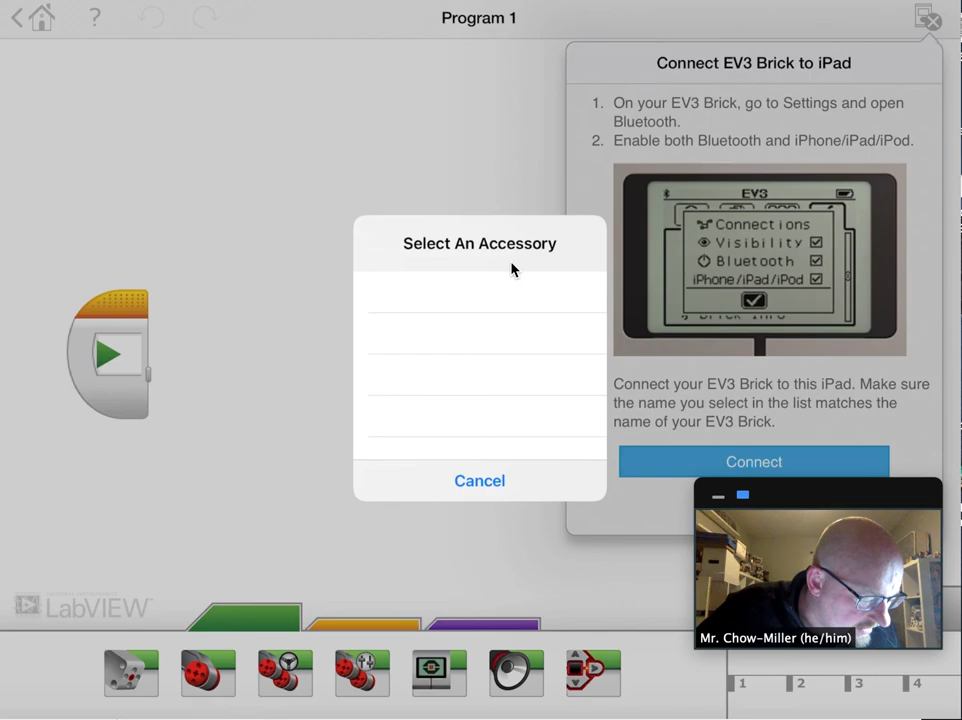 ?
Program 1
Connect EV3 Brick to iPad
1. On your EV3 Brick, go to Settings and open
Bluetooth.
2. Enable both Bluetooth and iPhone/iPad/iPod.
EV3
Connections
Visibility
Bluetooth
iPhone/iPad/iPod
Brick Info
Select An Accessory
Cancel
Connect your EV3 Brick to this iPad. Make sure
the name you select in the list matches the
name of your EV3 Brick.
Connect
Mr. Chow-Miller (he/him)
LabVIEW
1 2 3 4